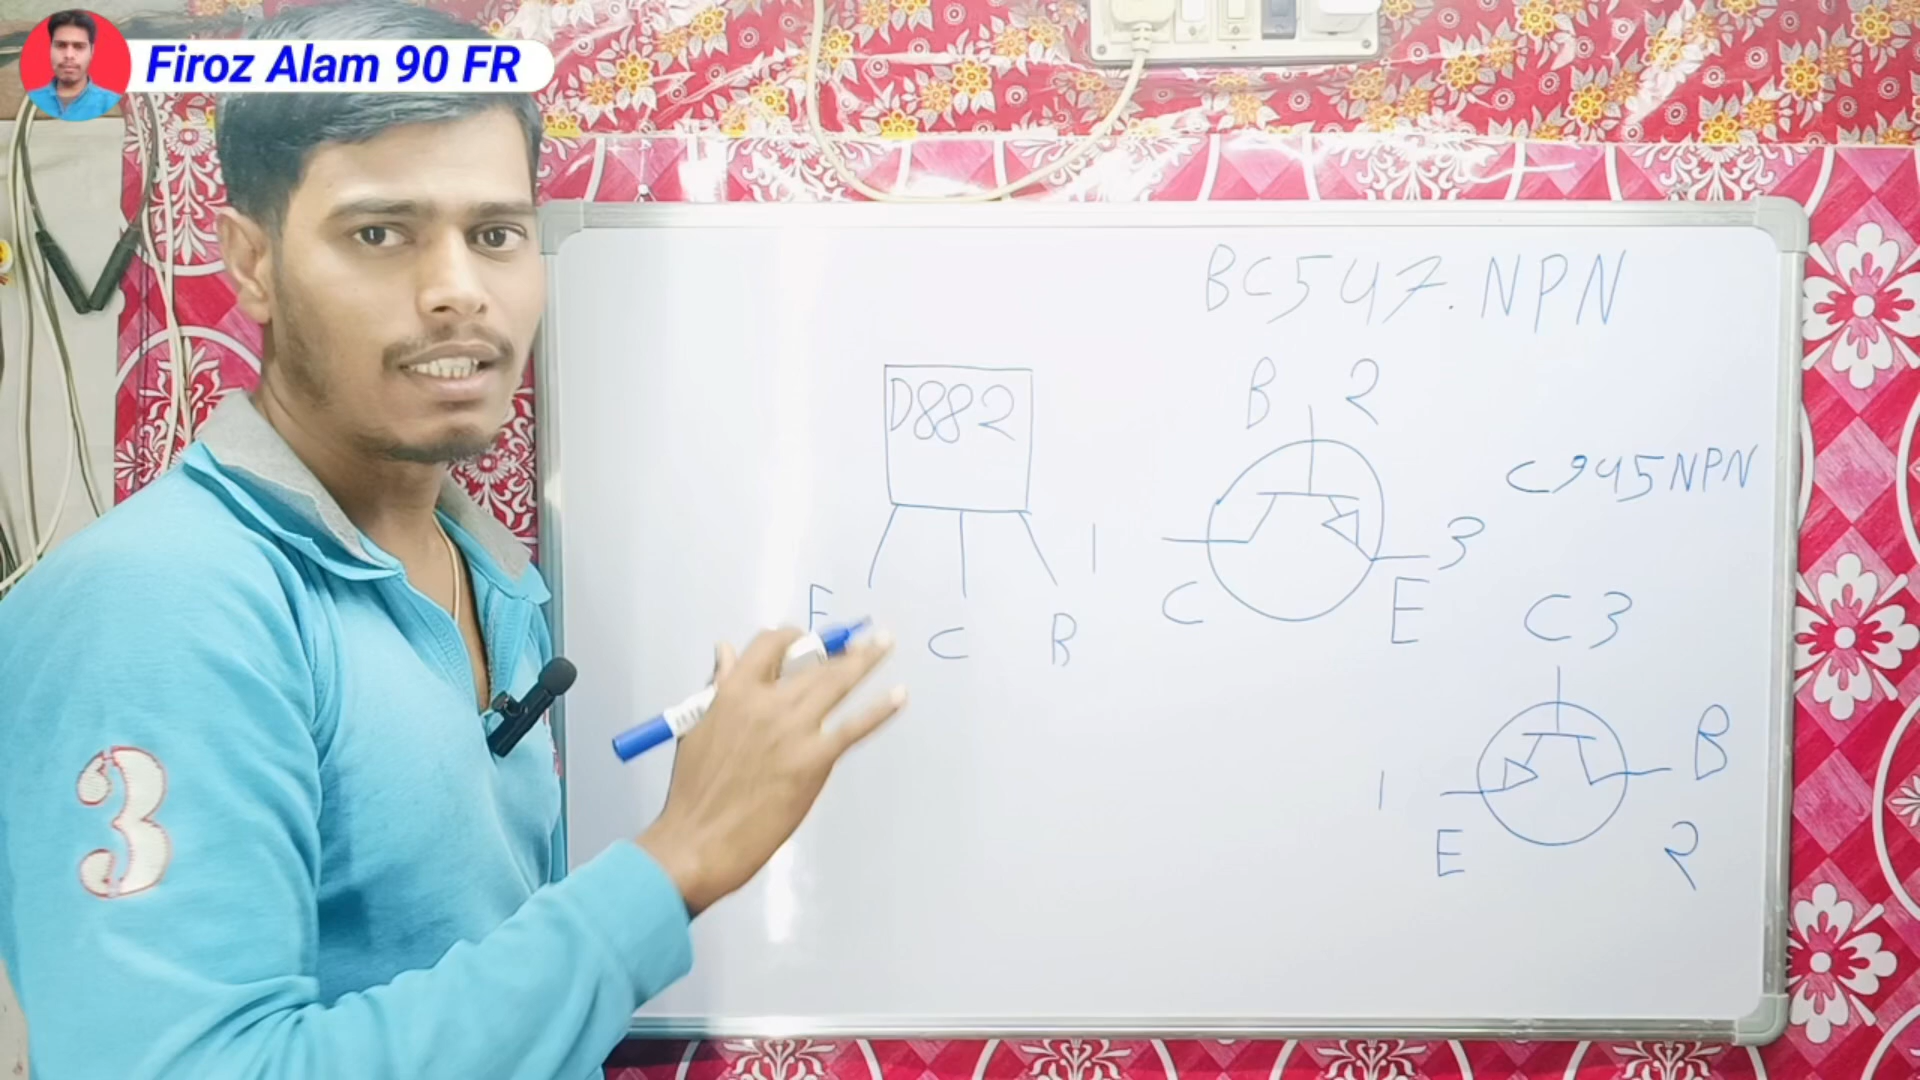 Firoz Alam 90 FR
BC547.NPN
D882
B 2
C945NPN
1
3
E
C
B
C
E
C 3
B
1
E
2
3